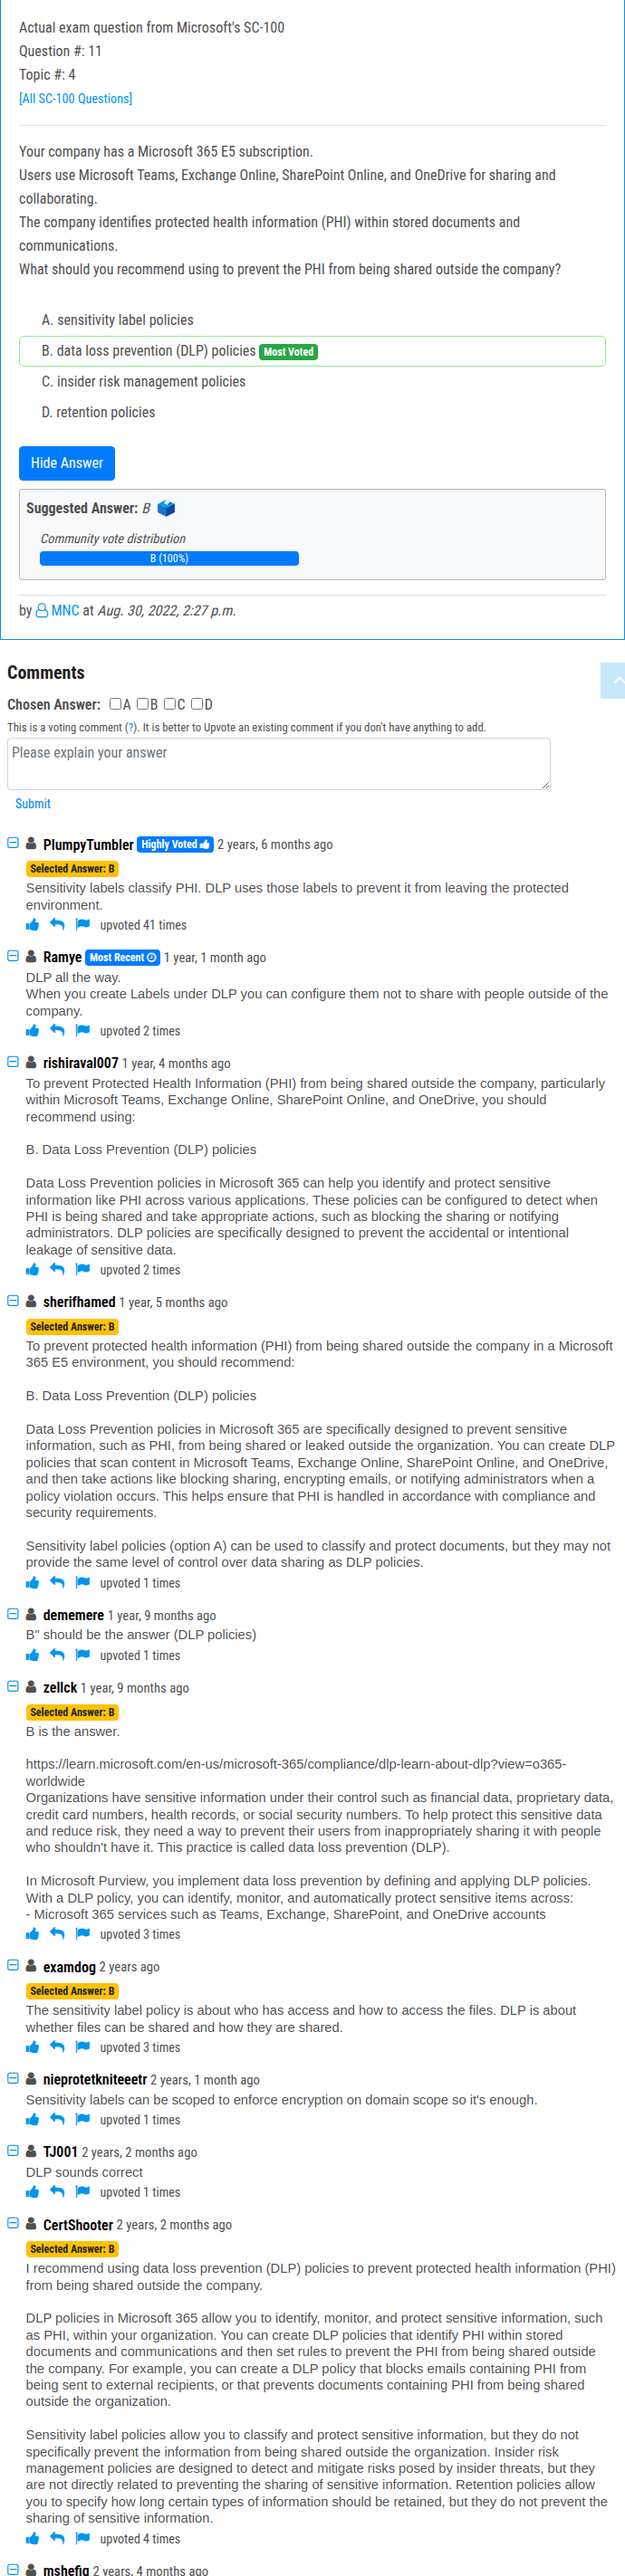 Actual exam question from Microsoft's SC-100
Question #: 11
Topic #: 4
[All SC-100 Questions]
Your company has a Microsoft 365 E5 subscription.
Users use Microsoft Teams, Exchange Online, SharePoint Online, and OneDrive for sharing and
collaborating.
The company identifies protected health information (PHI) within stored documents and
communications.
What should you recommend using to prevent the PHI from being shared outside the company?
A. sensitivity label policies
B. data loss prevention (DLP) policies Most Voted
C. insider risk management policies
D. retention policies
Hide Answer
Suggested Answer: B
Community vote distribution
B (100%)
by MNC at Aug. 30, 2022, 2:27 p.m.
Comments
Chosen Answer: A B C D
This is a voting comment (?). It is better to Upvote an existing comment if you don't have anything to add.
Please explain your answer
Submit
PlumpyTumbler Highly Voted 2 years, 6 months ago
Selected Answer: B
Sensitivity labels classify PHI. DLP uses those labels to prevent it from leaving the protected
environment.
upvoted 41 times
Ramye Most Recent 1 year, 1 month ago
DLP all the way.
When you create Labels under DLP you can configure them not to share with people outside of the
company.
upvoted 2 times
rishiraval007 1 year, 4 months ago
To prevent Protected Health Information (PHI) from being shared outside the company, particularly
within Microsoft Teams, Exchange Online, SharePoint Online, and OneDrive, you should
recommend using:
B. Data Loss Prevention (DLP) policies
Data Loss Prevention policies in Microsoft 365 can help you identify and protect sensitive
information like PHI across various applications. These policies can be configured to detect when
PHI is being shared and take appropriate actions, such as blocking the sharing or notifying
administrators. DLP policies are specifically designed to prevent the accidental or intentional
leakage of sensitive data.
upvoted 2 times
sherifhamed 1 year, 5 months ago
Selected Answer: B
To prevent protected health information (PHI) from being shared outside the company in a Microsoft
365 E5 environment, you should recommend:
B. Data Loss Prevention (DLP) policies
Data Loss Prevention policies in Microsoft 365 are specifically designed to prevent sensitive
information, such as PHI, from being shared or leaked outside the organization. You can create DLP
policies that scan content in Microsoft Teams, Exchange Online, SharePoint Online, and OneDrive,
and then take actions like blocking sharing, encrypting emails, or notifying administrators when a
policy violation occurs. This helps ensure that PHI is handled in accordance with compliance and
security requirements.
Sensitivity label policies (option A) can be used to classify and protect documents, but they may not
provide the same level of control over data sharing as DLP policies.
upvoted 1 times
dememere 1 year, 9 months ago
B" should be the answer (DLP policies)
upvoted 1 times
zellck 1 year, 9 months ago
Selected Answer: B
B is the answer.
https://learn.microsoft.com/en-us/microsoft-365/compliance/dlp-learn-about-dlp?view=o365-
worldwide
Organizations have sensitive information under their control such as financial data, proprietary data,
credit card numbers, health records, or social security numbers. To help protect this sensitive data
and reduce risk, they need a way to prevent their users from inappropriately sharing it with people
who shouldn't have it. This practice is called data loss prevention (DLP).
In Microsoft Purview, you implement data loss prevention by defining and applying DLP policies.
With a DLP policy, you can identify, monitor, and automatically protect sensitive items across:
- Microsoft 365 services such as Teams, Exchange, SharePoint, and OneDrive accounts
upvoted 3 times
examdog 2 years ago
Selected Answer: B
The sensitivity label policy is about who has access and how to access the files. DLP is about
whether files can be shared and how they are shared.
upvoted 3 times
nieprotetkniteeetr 2 years, 1 month ago
Sensitivity labels can be scoped to enforce encryption on domain scope so it's enough.
upvoted 1 times
TJ001 2 years, 2 months ago
DLP sounds correct
upvoted 1 times
CertShooter 2 years, 2 months ago
Selected Answer: B
I recommend using data loss prevention (DLP) policies to prevent protected health information (PHI)
from being shared outside the company.
DLP policies in Microsoft 365 allow you to identify, monitor, and protect sensitive information, such
as PHI, within your organization. You can create DLP policies that identify PHI within stored
documents and communications and then set rules to prevent the PHI from being shared outside
the company. For example, you can create a DLP policy that blocks emails containing PHI from
being sent to external recipients, or that prevents documents containing PHI from being shared
outside the organization.
Sensitivity label policies allow you to classify and protect sensitive information, but they do not
specifically prevent the information from being shared outside the organization. Insider risk
management policies are designed to detect and mitigate risks posed by insider threats, but they
are not directly related to preventing the sharing of sensitive information. Retention policies allow
you to specify how long certain types of information should be retained, but they do not prevent the
sharing of sensitive information.
upvoted 4 times
mshefiq 2 years, 4 months ago